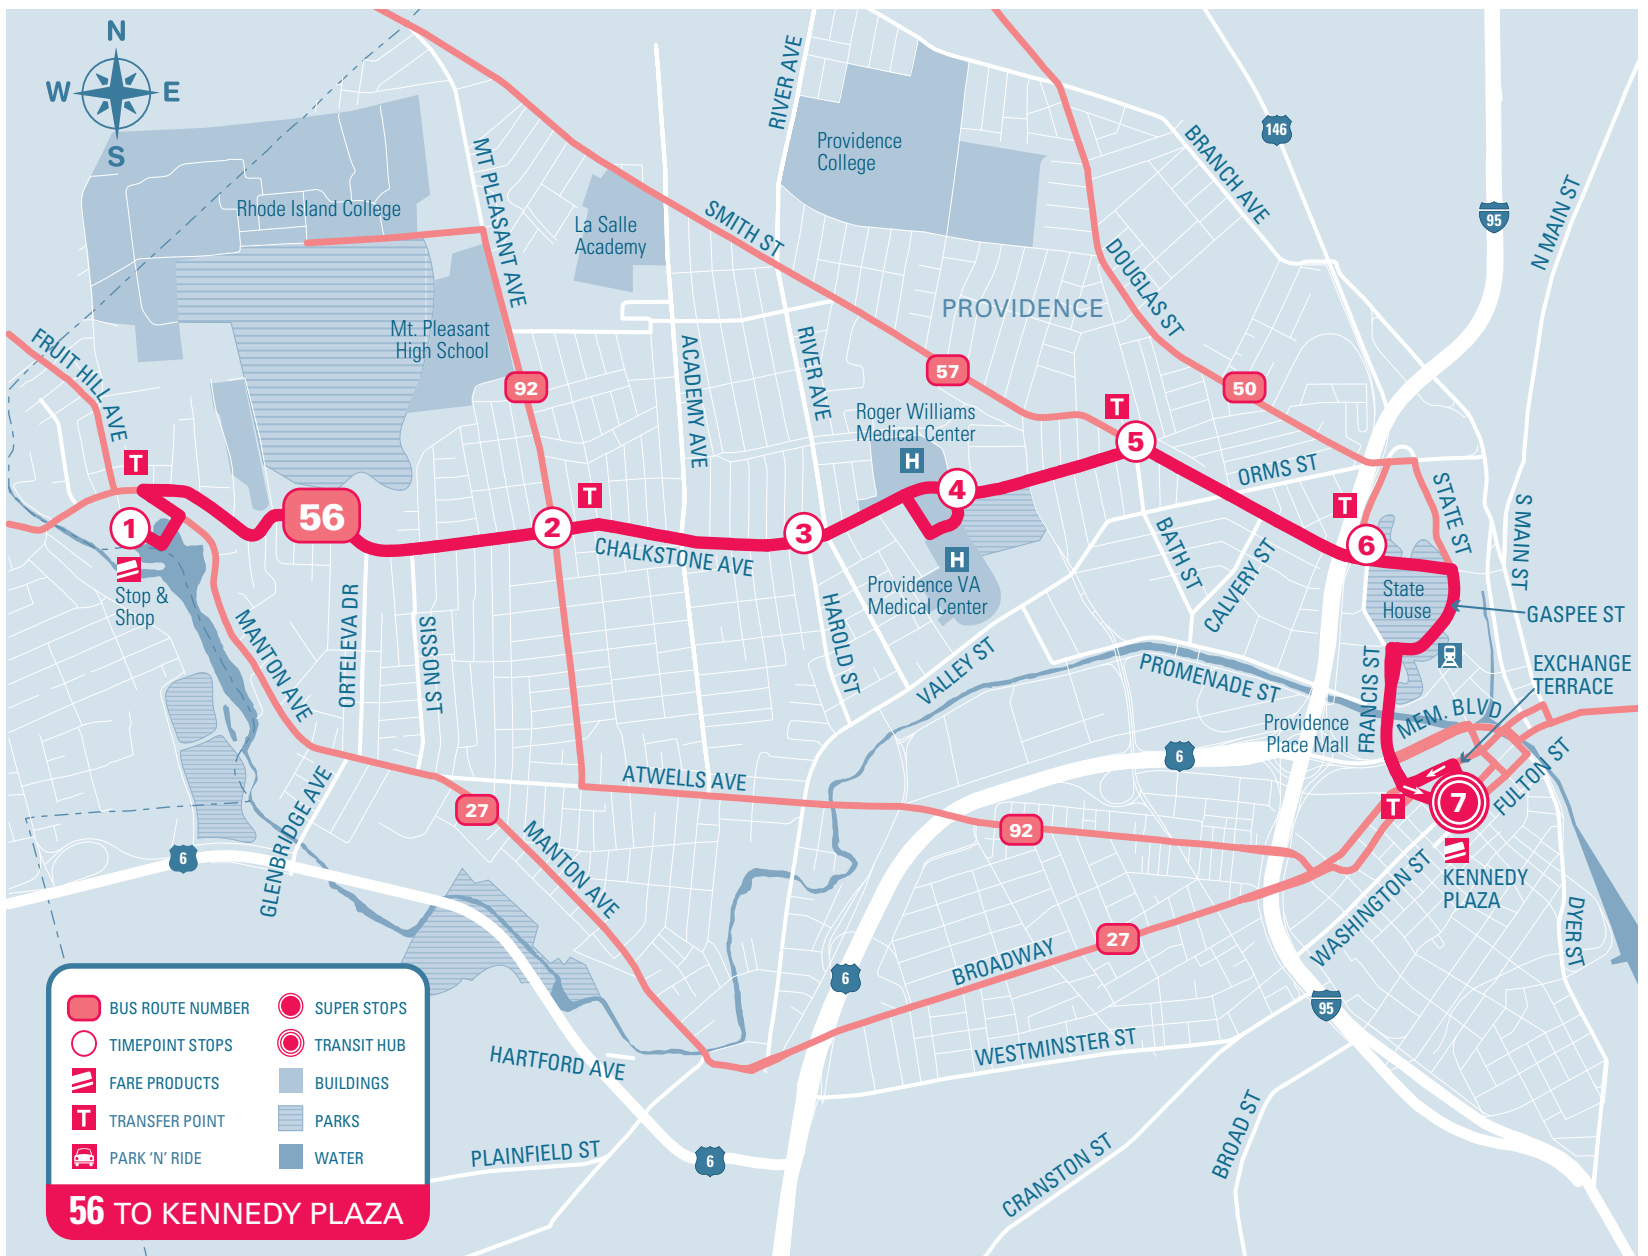 N
W
E
S
RIVER AVE
Providence
College
146
BRANCH AVE
95
N MAIN ST
MT PLEASANT AVE
Rhode Island College
La Salle
Academy
SMITH ST
DOUGLAS ST
PROVIDENCE
FRUIT HILL AVE
Mt. Pleasant
High School
92
ACADEMY AVE
RIVER AVE
57
50
Roger Williams
Medical Center
H
T
5
ORMS ST
STATE ST
S MAIN ST
T
1
56
2
T
3
4
T
6
CHALKSTONE AVE
BATH ST
CALVERY ST
H
Providence VA
Medical Center
State
House
GASPEE ST
Stop &
Shop
MANTON AVE
ORTELEVA DR
SISSON ST
HAROLD ST
VALLEY ST
PROMENADE ST
FRANCIS ST
EXCHANGE
TERRACE
MEM. BLVD
Providence
Place Mall
6
ATWELLS AVE
FULTON ST
T
7
GLENBRIDGE AVE
27
92
6
MANTON AVE
KENNEDY
PLAZA
WASHINGTON ST
DYER ST
27
BROADWAY
6
95
WESTMINSTER ST
HARTFORD AVE
BROAD ST
PLAINFIELD ST
6
CRANSTON ST
BUS ROUTE NUMBER
TIMEPOINT STOPS
FARE PRODUCTS
T
TRANSFER POINT
PARK 'N' RIDE
SUPER STOPS
TRANSIT HUB
BUILDINGS
PARKS
WATER
56 TO KENNEDY PLAZA